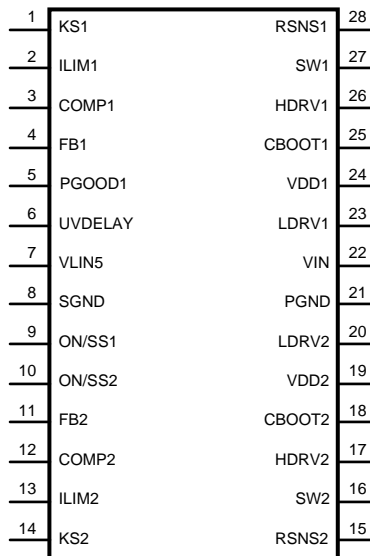 1 KS1 RSNS1 28
2 ILIM1 SW1 27
3 COMP1 HDRV1 26
4 FB1 CBOOT1 25
5 PGOOD1 VDD1 24
6 UVDELAY LDRV1 23
7 VLIN5 VIN 22
8 SGND PGND 21
9 ON/SS1 LDRV2 20
10 ON/SS2 VDD2 19
11 FB2 CBOOT2 18
12 COMP2 HDRV2 17
13 ILIM2 SW2 16
14 KS2 RSNS2 15